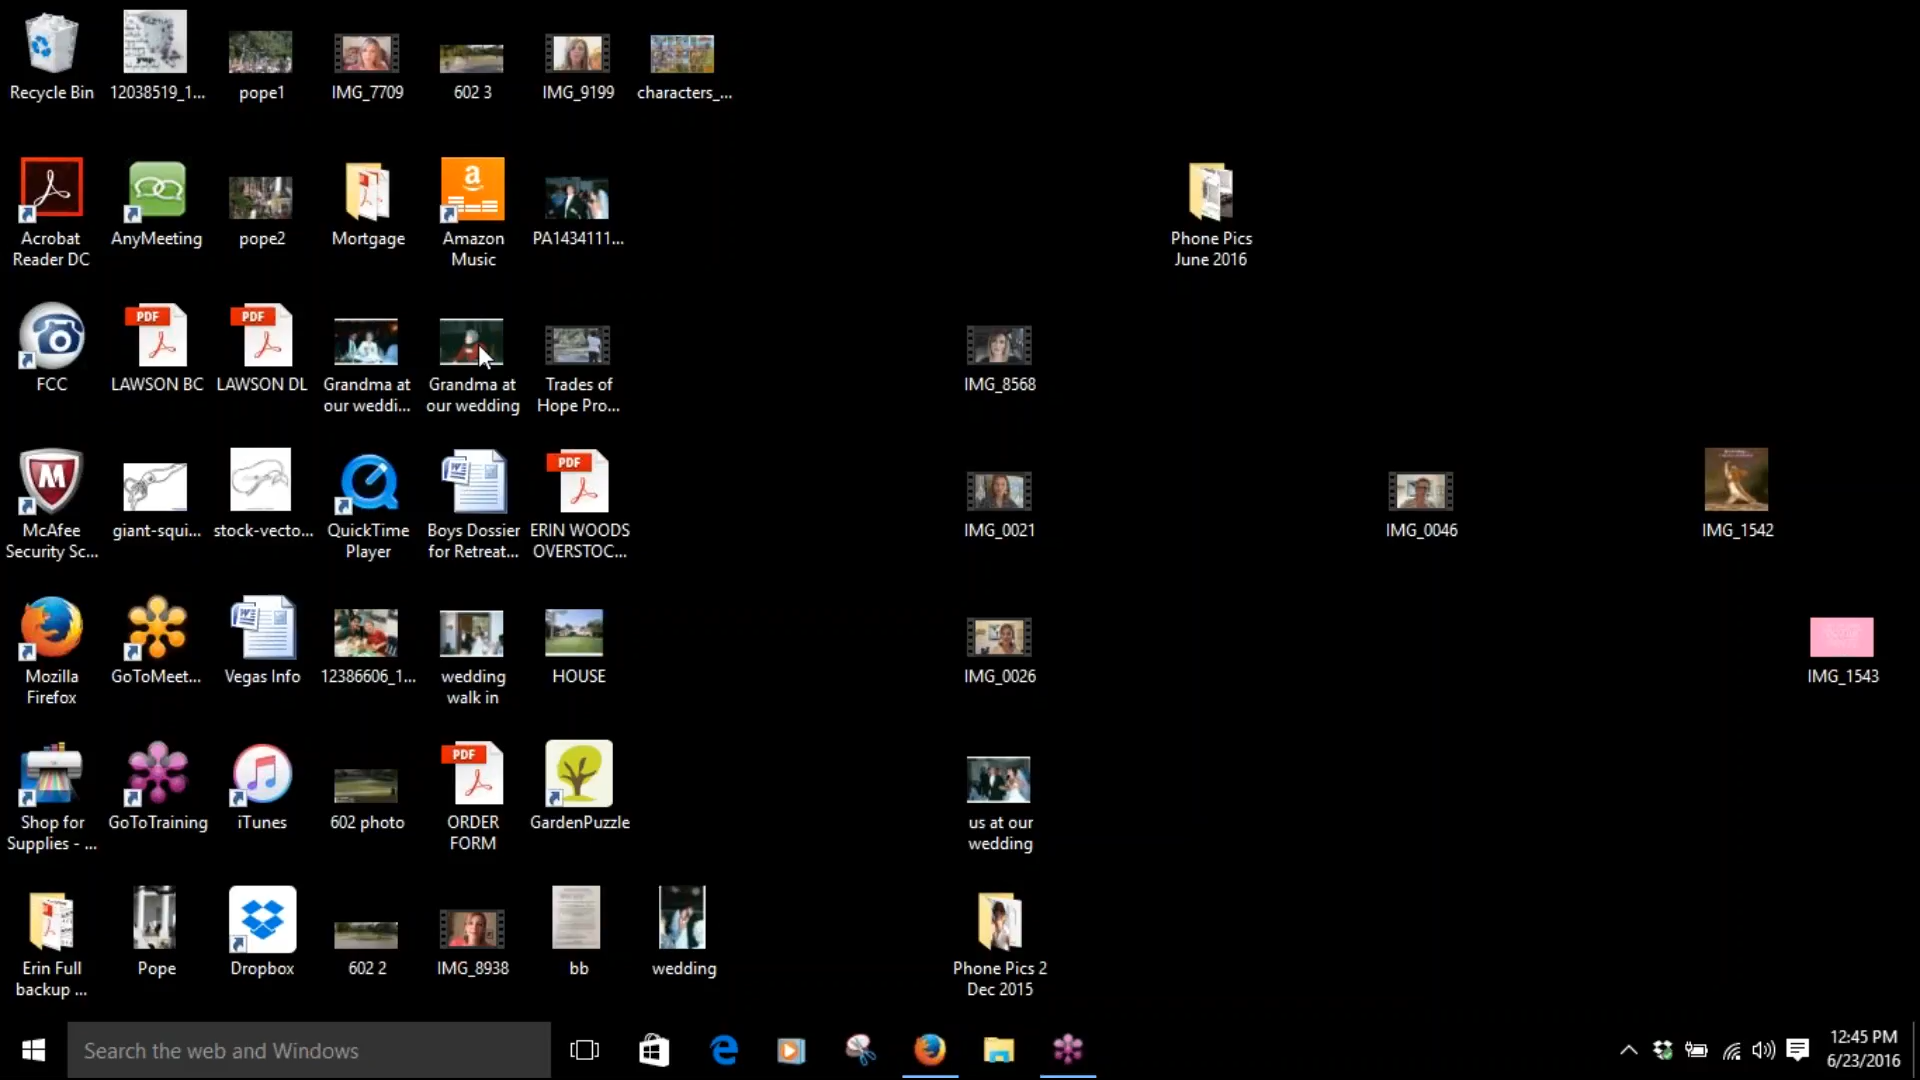 Recycle Bin
12038519_1...
pope1
IMG_7709
602 3
IMG_9199
characters_...
Acrobat
Reader DC
AnyMeeting
pope2
Mortgage
Amazon
Music
PA1434111...
Phone Pics
June 2016
FCC
PDF
LAWSON BC
PDF
LAWSON DL
Grandma at
our weddi...
Grandma at
our wedding
Trades of
Hope Pro...
IMG_8568
McAfee
Security Sc...
giant-squi...
stock-vecto...
QuickTime
Player
Boys Dossier
for Retreat...
PDF
ERIN WOODS
OVERSTOC...
IMG_0021
IMG_0046
IMG_1542
Mozilla
Firefox
GoToMeet...
Vegas Info
12386606_1...
wedding
walk in
HOUSE
IMG_0026
IMG_1543
Shop for
Supplies - ...
GoToTraining
iTunes
602 photo
PDF
ORDER
FORM
GardenPuzzle
us at our
wedding
Erin Full
backup ...
Pope
Dropbox
602 2
IMG_8938
bb
wedding
Phone Pics 2
Dec 2015
Search the web and Windows
12:45 PM
6/23/2016